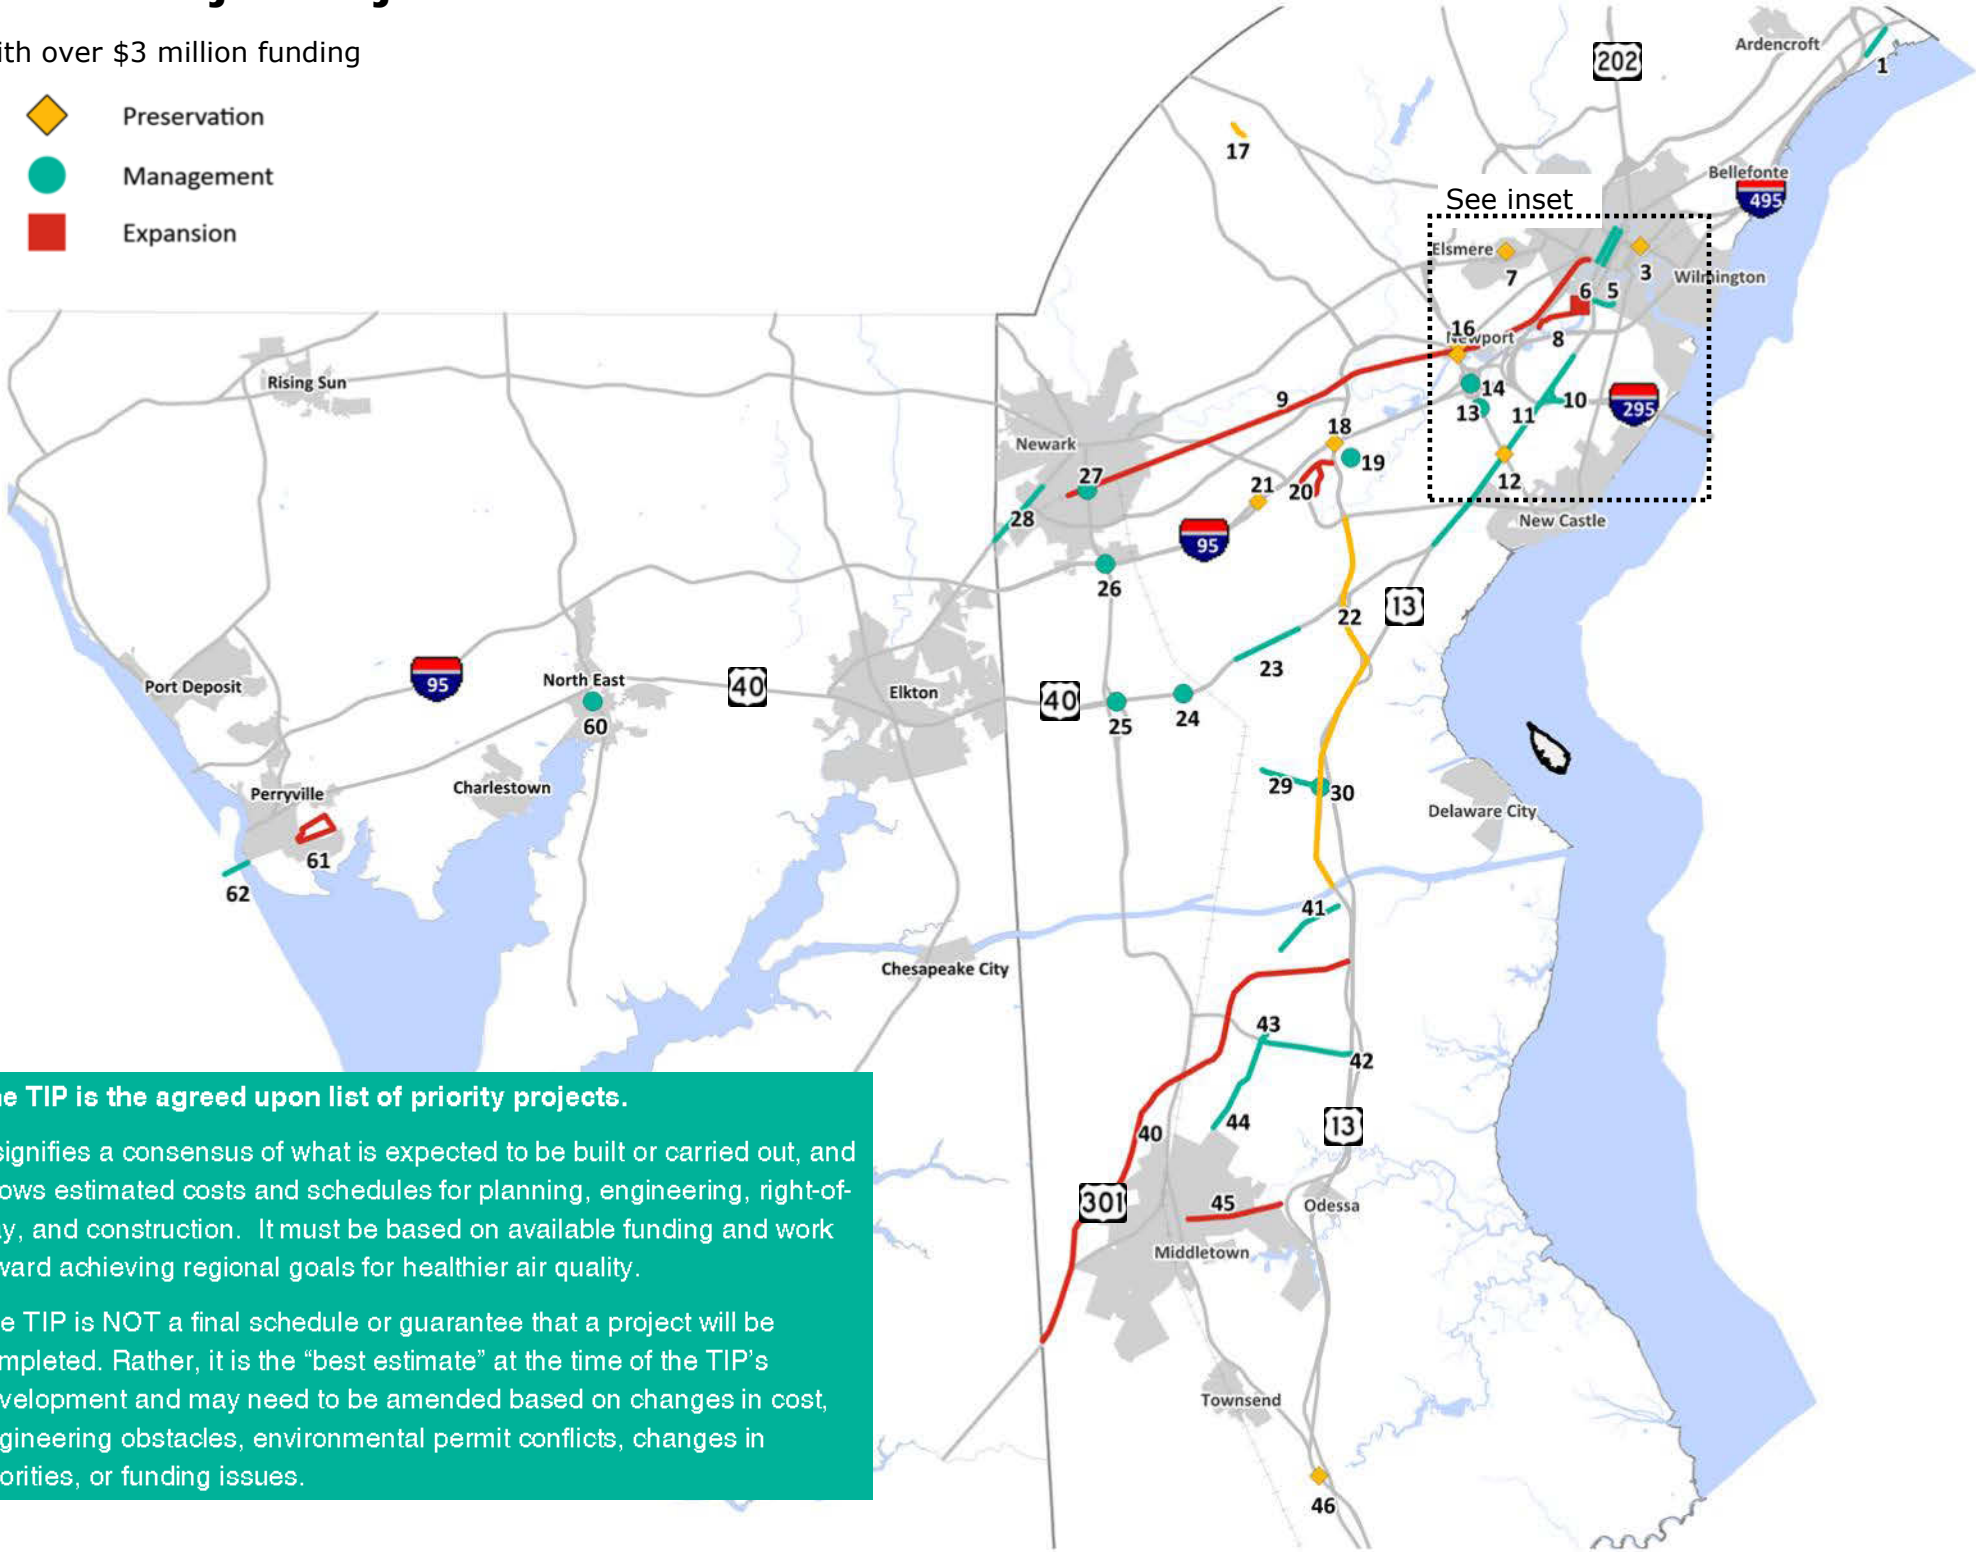 ith over $3 million funding
Preservation
Management
Expansion
202
Ardencroft
1
17
Bellefonte
495
See inset
Elsmere
7
3
Wilmington
6
5
16
Newport
8
Rising Sun
9
14
13
10
11
295
Newark
18
19
27
12
21
20
28
New Castle
95
26
13
22
23
95
Port Deposit
North East
40
Elkton
40
60
25
24
29
30
Perryville
Charlestown
Delaware City
61
62
41
Chesapeake City
43
42
e TIP is the agreed upon list of priority projects.
44
13
40
signifies a consensus of what is expected to be built or carried out, and
ows estimated costs and schedules for planning, engineering, right-of-
y, and construction. It must be based on available funding and work
ward achieving regional goals for healthier air quality.
301
45
Odessa
Middletown
e TIP is NOT a final schedule or guarantee that a project will be
mpleted. Rather, it is the “best estimate” at the time of the TIP’s
velopment and may need to be amended based on changes in cost,
gineering obstacles, environmental permit conflicts, changes in
orities, or funding issues.
Townsend
46